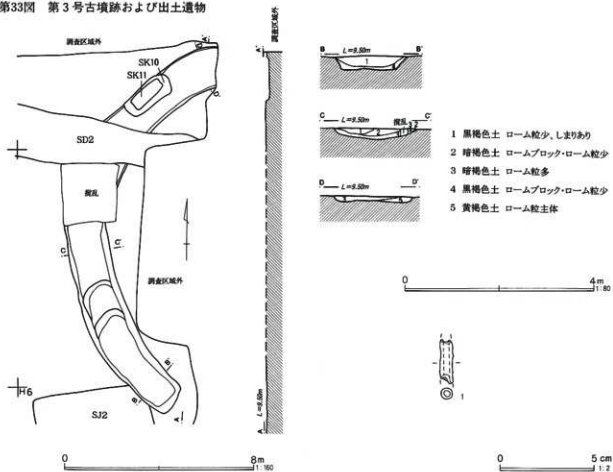 第33図 第3号古墳跡および出土遺物
調査区域外
A'
SK10
SK11
D'
SD2
撹乱
C
C'
調査区域外
B'
B
H6
SJ2
A
0 8m
1:160
調査区域外
A'
L=9.50m
A
B L=9.50m B'
1
C L=9.50m 撹乱 C'
D L=9.50m D'
1 黒褐色土 ローム粒少、しまりあり
2 暗褐色土 ロームブロック・ローム粒少
3 暗褐色土 ローム粒多
4 黒褐色土 ロームブロック・ローム粒少
5 黄褐色土 ローム粒主体
0 4m
1:80
1
0 5cm
1:2